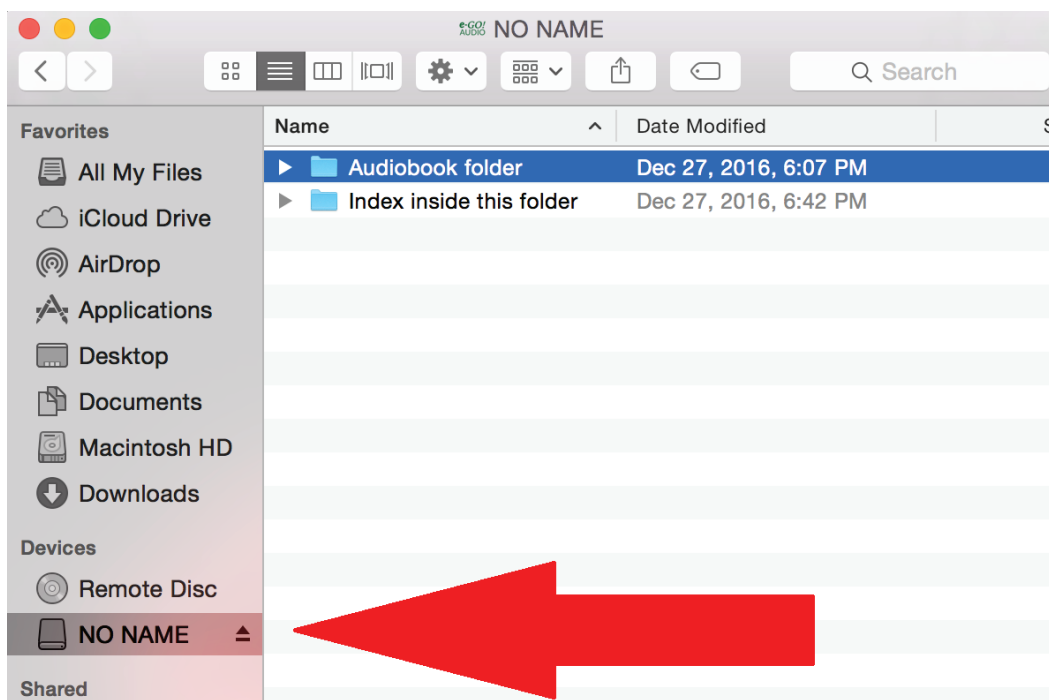 e-GO! AUDIO NO NAME
Search
Favorites
All My Files
iCloud Drive
AirDrop
Applications
Desktop
Documents
Macintosh HD
Downloads
Devices
Remote Disc
NO NAME
Shared
Name Date Modified S
Audiobook folder Dec 27, 2016, 6:07 PM
Index inside this folder Dec 27, 2016, 6:42 PM